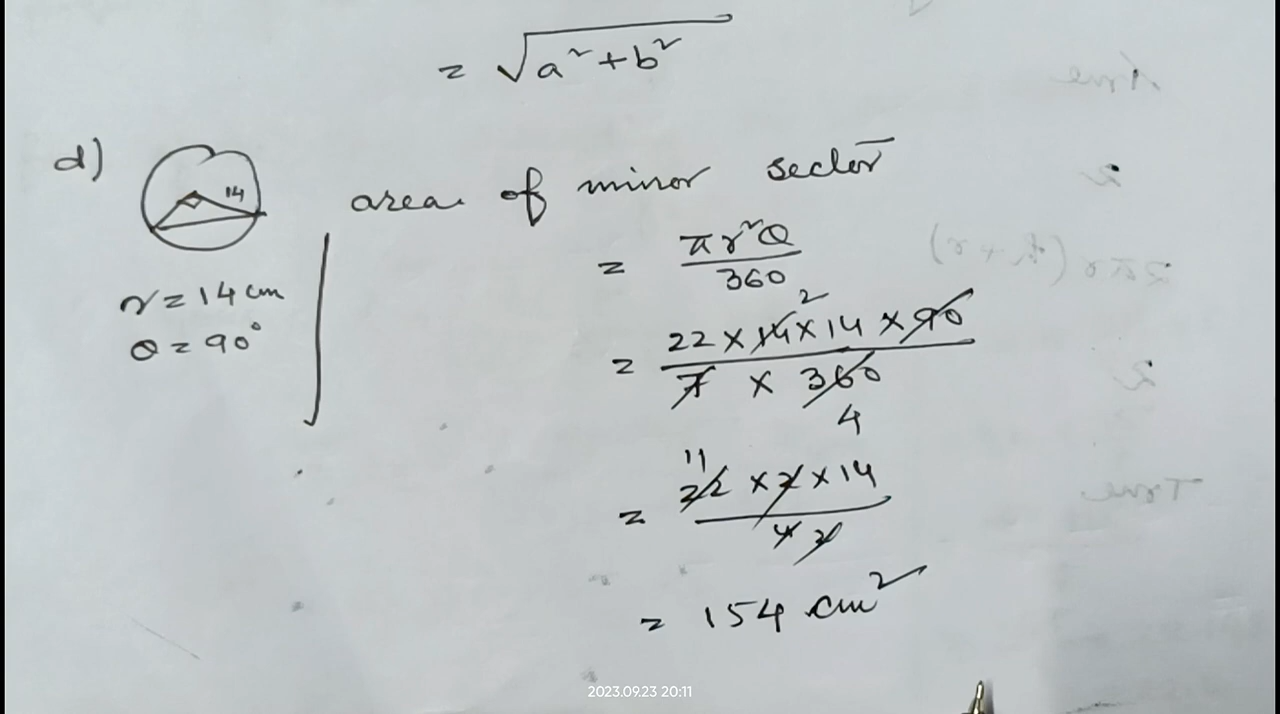 = √a²+b²
d)
14
area of minor sector
r = 14 cm
θ = 90°
= πr²θ
360
2
= 22 × 14 × 14 × 90
7 × 360
4
11
= 22 × 2 × 14
4 2
= 154 cm²
2023.09.23 20:11